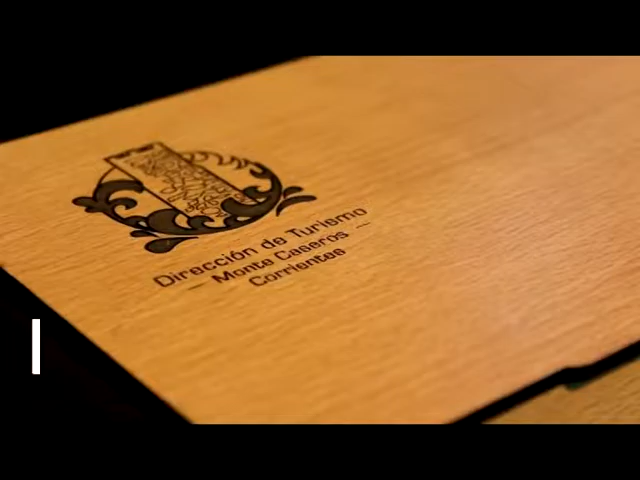 Dirección de Turismo
— Monte Caseros —
Corrientes